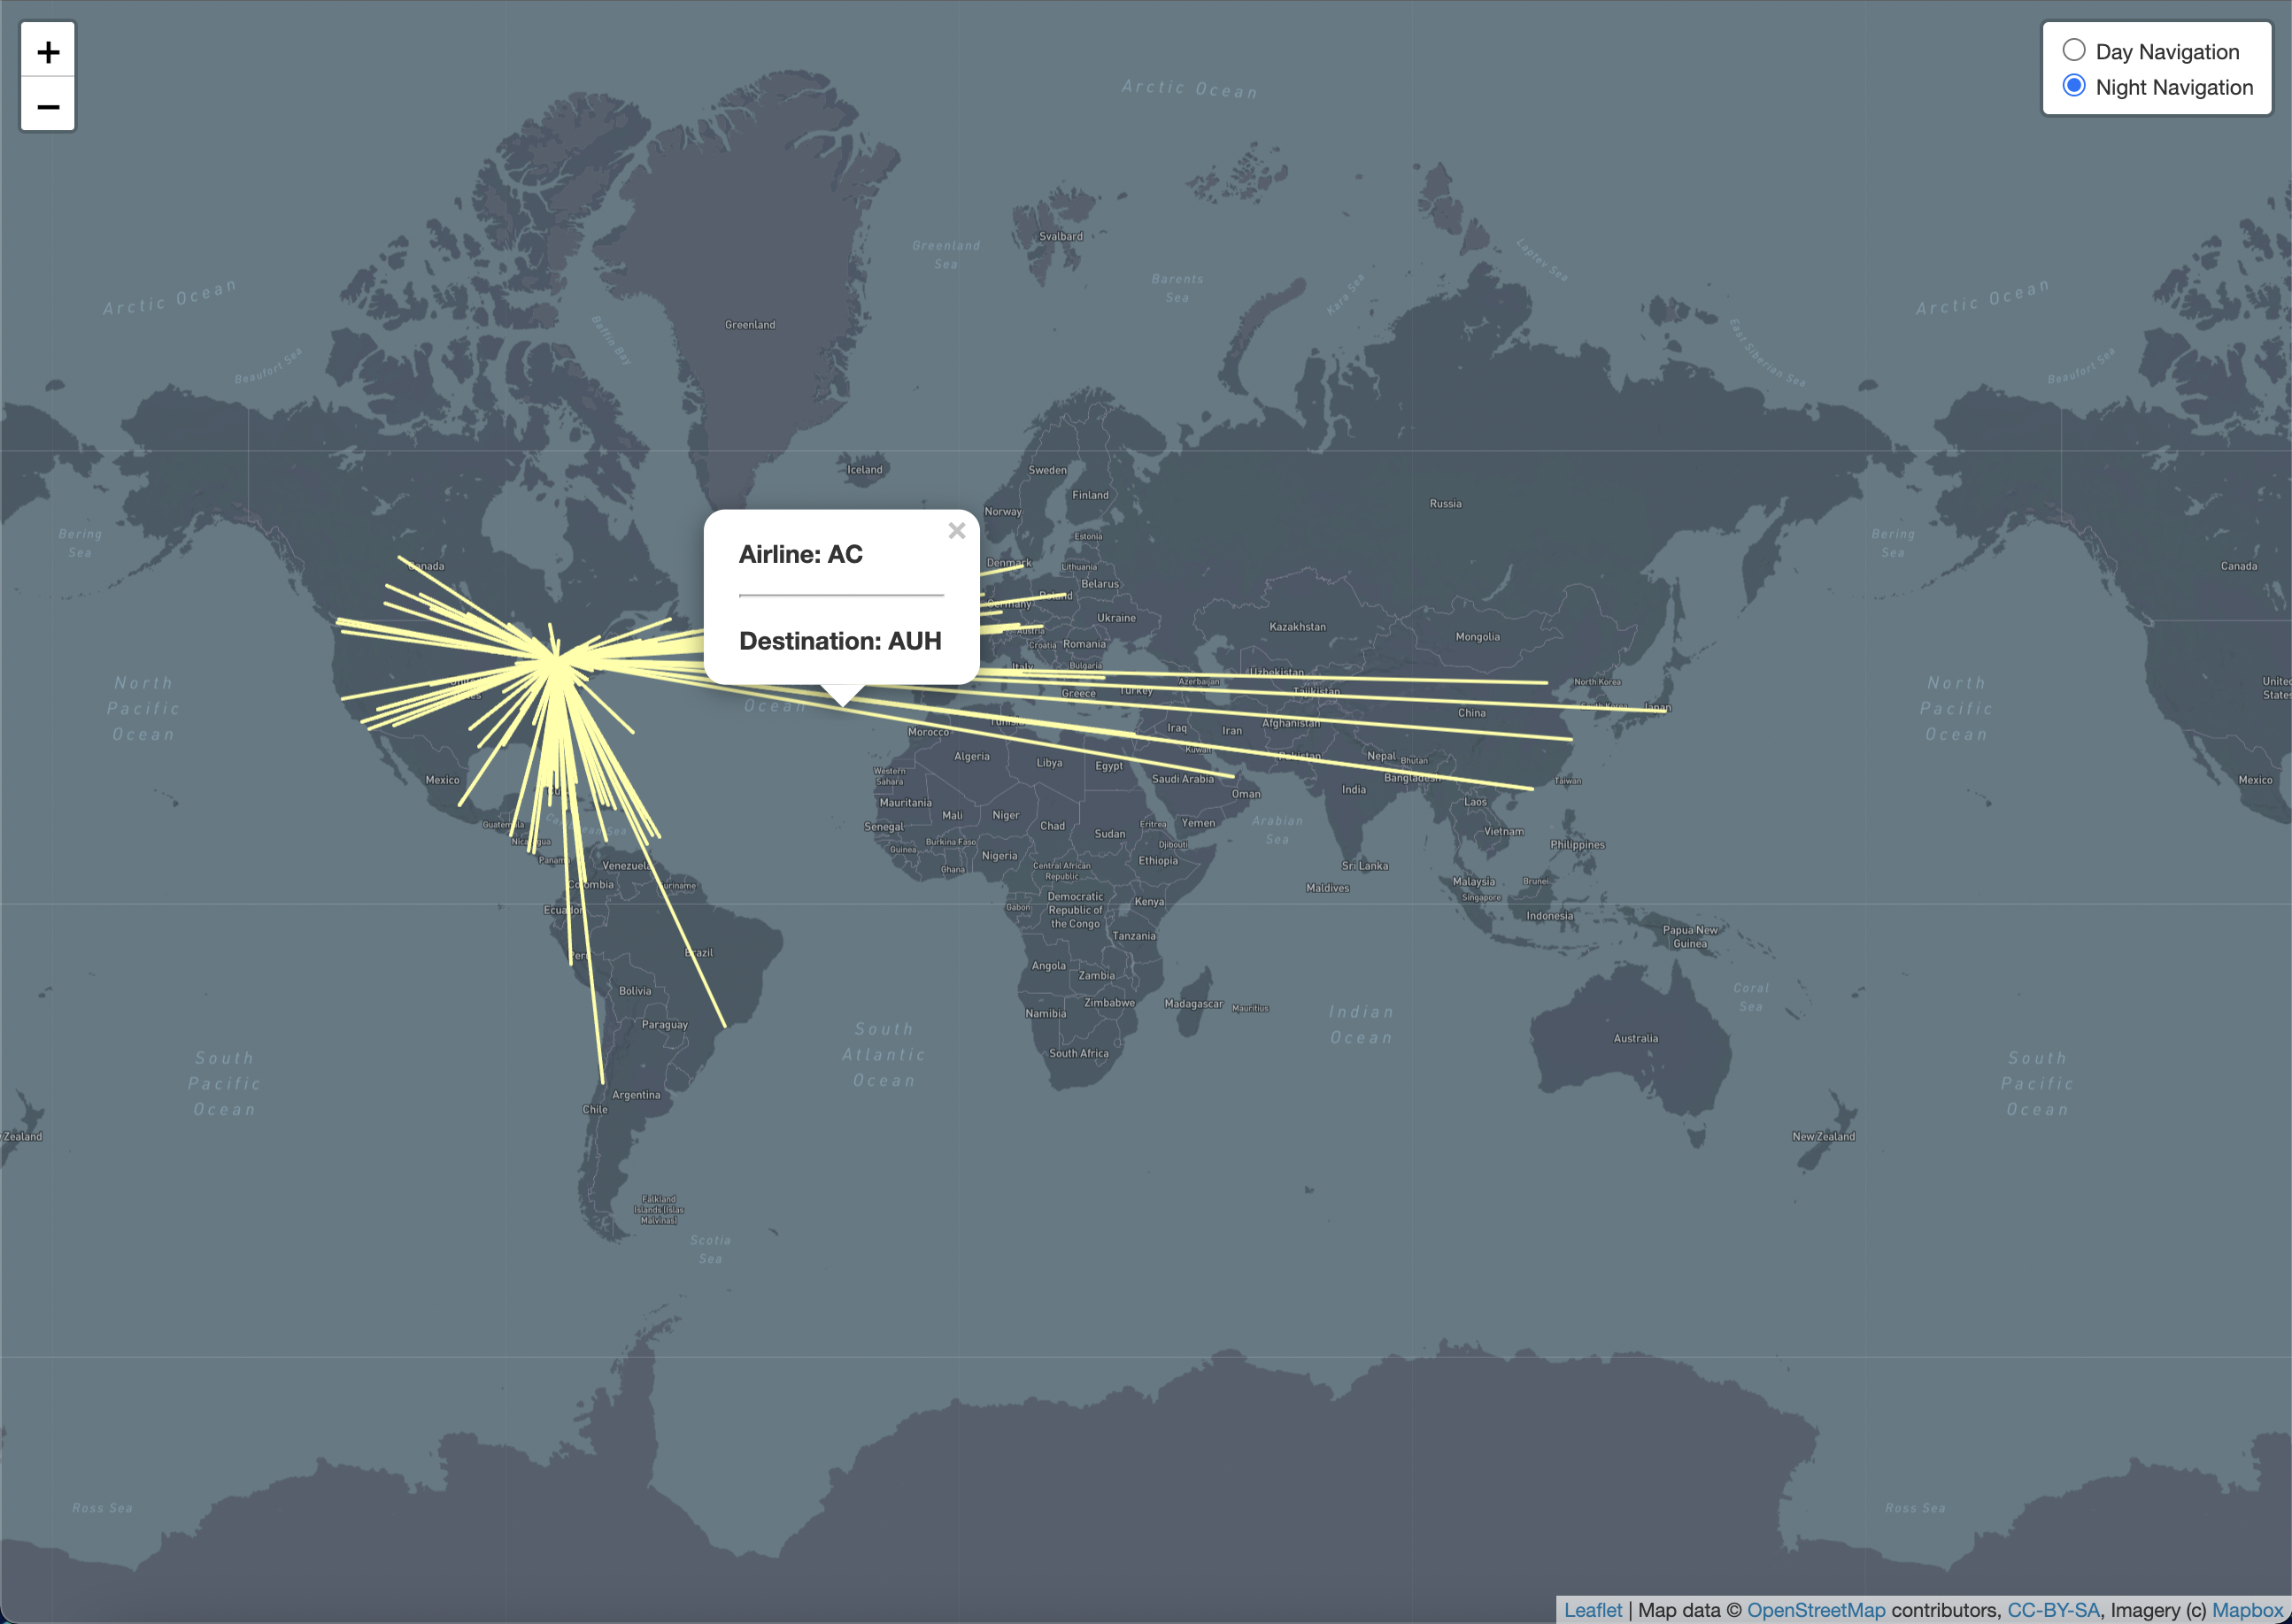 +
−
Day Navigation
Night Navigation
Arctic Ocean
Svalbard
Greenland
Sea
Barents
Sea
Kara Sea
Laptev Sea
Arctic Ocean
Arctic Ocean
Greenland
Baffin Bay
East Siberian Sea
Beaufort Sea
Beaufort Sea
Iceland
Sweden
Finland
Norway
Russia
Bering
Sea
Bering
Sea
Estonia
×
Airline: AC
Destination: AUH
Canada
Denmark
Lithuania
Canada
Belarus
Poland
Germany
Ukraine
Kazakhstan
Austria
Mongolia
Croatia
Romania
Italy
Bulgaria
Uzbekistan
Azerbaijan
North Korea
North
Pacific
Ocean
North
Pacific
Ocean
United
States
Greece
Turkey
Tajikistan
Ocean
China
South Korea
Japan
Tunisia
Morocco
Iraq
Iran
Afghanistan
Kuwait
Algeria
Libya
Egypt
Pakistan
Nepal
Bhutan
Western
Sahara
Saudi Arabia
Bangladesh
Taiwan
Mexico
Mexico
India
Oman
Mauritania
Mali
Niger
Chad
Sudan
Eritrea
Yemen
Laos
Arabian
Sea
Senegal
Guatemala
Caribbean Sea
Nicaragua
Vietnam
Guinea
Burkina Faso
Djibouti
Philippines
Panama
Nigeria
Ethiopia
Venezuela
Ghana
Central African
Republic
Sri Lanka
Colombia
Suriname
Maldives
Malaysia
Brunei
Singapore
Ecuador
Gabon
Democratic
Republic of
the Congo
Kenya
Indonesia
Tanzania
Papua New
Guinea
Peru
Brazil
Angola
Zambia
Bolivia
Zimbabwe
Madagascar
Mauritius
Namibia
Coral
Sea
Indian
Ocean
Paraguay
South
Atlantic
Ocean
South Africa
Australia
South
Pacific
Ocean
South
Pacific
Ocean
Argentina
Chile
Zealand
New Zealand
Falkland
Islands (Islas
Malvinas)
Scotia
Sea
Ross Sea
Ross Sea
Leaflet | Map data © OpenStreetMap contributors, CC-BY-SA, Imagery (c) Mapbox